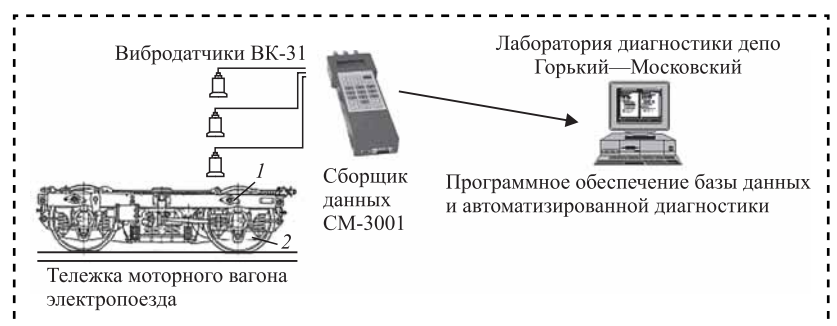 Вибродатчики ВК-31
Лаборатория диагностики депо
Горький—Московский
1
2
Сборщик
данных
СМ-3001
Программное обеспечение базы данных
и автоматизированной диагностики
Тележка моторного вагона
электропоезда